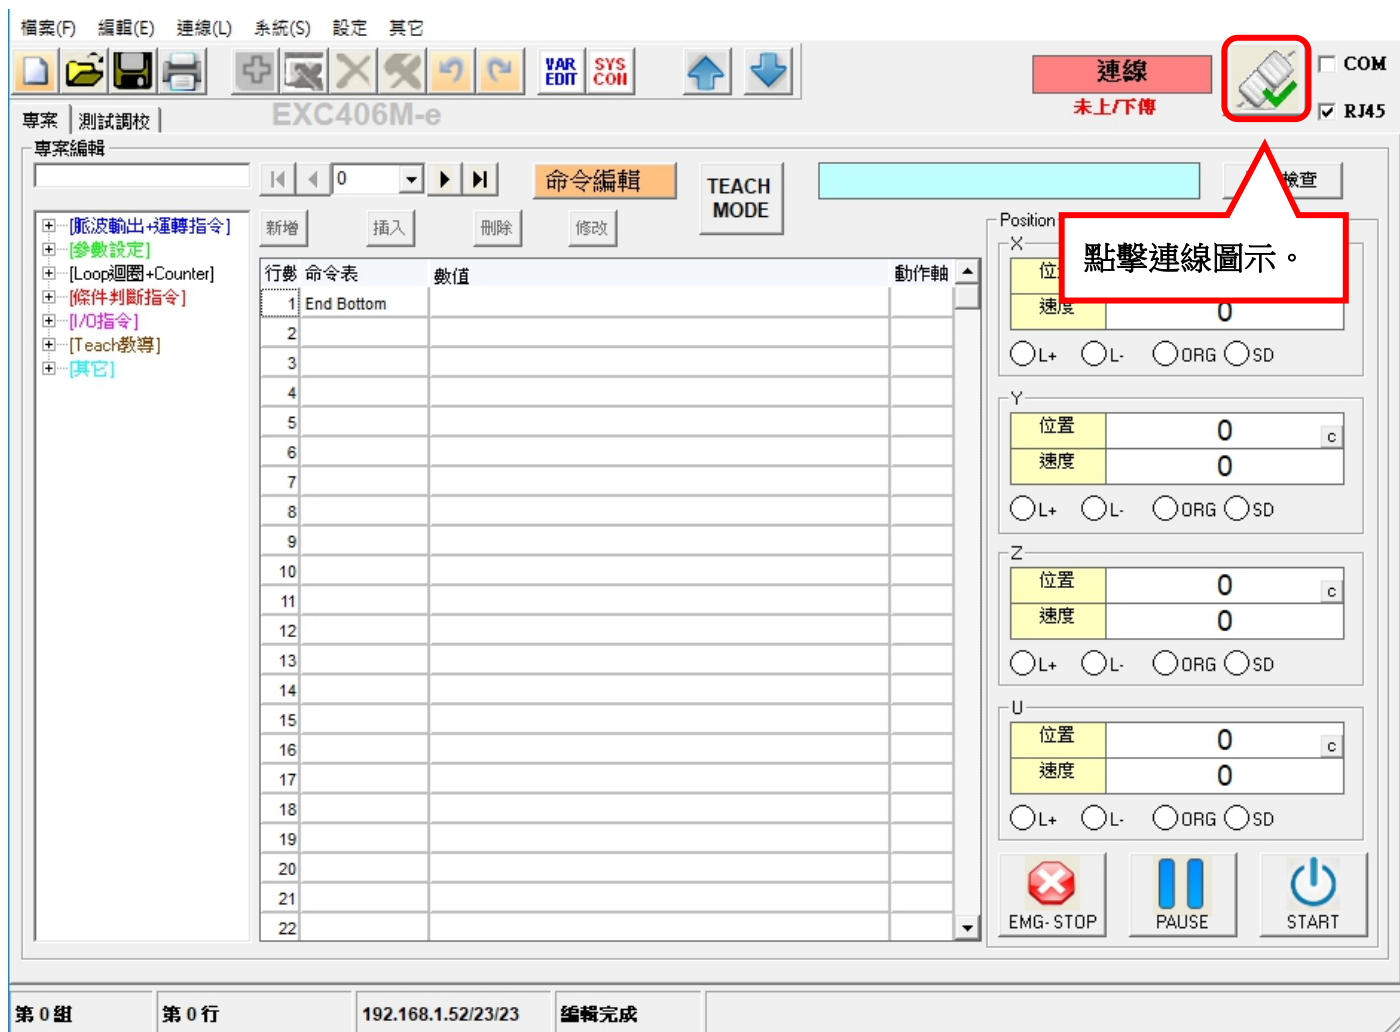 檔案(F) 編輯(E) 連線(L) 系統(S) 設定 其它
VAR EDIT SYS CON
連線
未上/下傳
COM
RJ45
專案 測試調校
EXC406M-e
專案編輯
0
命令編輯
TEACH MODE
檢查
新增 插入 刪除 修改
[脈波輸出+運轉指令]
[參數設定]
[Loop迴圈+Counter]
[條件判斷指令]
[I/O指令]
[Teach教導]
[其它]
行數 命令表 數值 動作軸
1 End Bottom
2
3
4
5
6
7
8
9
10
11
12
13
14
15
16
17
18
19
20
21
22
點擊連線圖示。
Position
X
位
速度 0
L+ L- ORG SD
Y
位置 0 c
速度 0
L+ L- ORG SD
Z
位置 0 c
速度 0
L+ L- ORG SD
U
位置 0 c
速度 0
L+ L- ORG SD
EMG-STOP PAUSE START
第 0 組 第 0 行 192.168.1.52/23/23 編輯完成